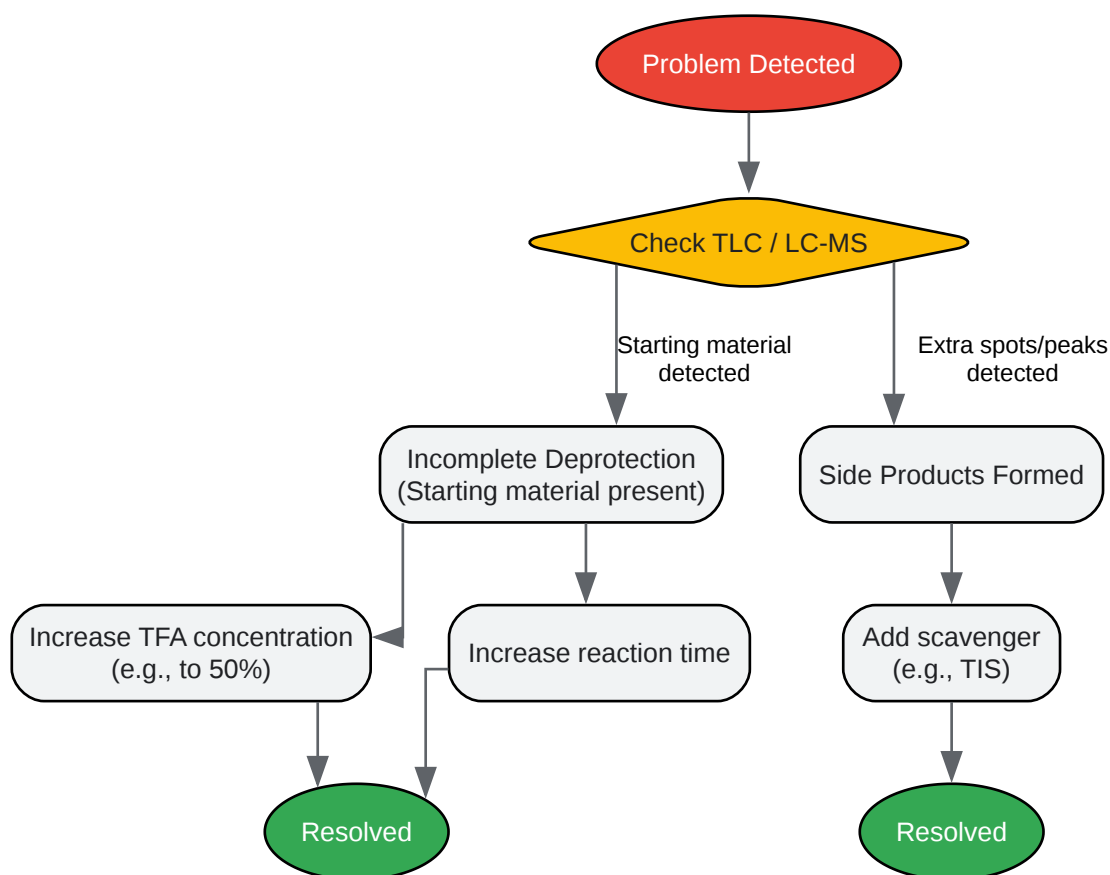 Problem Detected
Check TLC / LC-MS
Starting material
detected
Extra spots/peaks
detected
Incomplete Deprotection
(Starting material present)
Side Products Formed
Increase TFA concentration
(e.g., to 50%)
Increase reaction time
Add scavenger
(e.g., TIS)
Resolved
Resolved